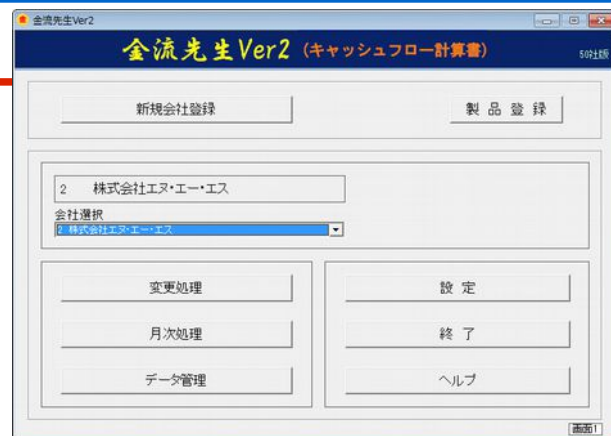 金流先生Ver2
金流先生Ver2 (キャッシュフロー計算書) 50社版
新規会社登録 製品登録
2 株式会社エヌ・エー・エス
会社選択
2 株式会社エヌ・エー・エス
変更処理 設定
月次処理 終了
データ管理 ヘルプ
画面1